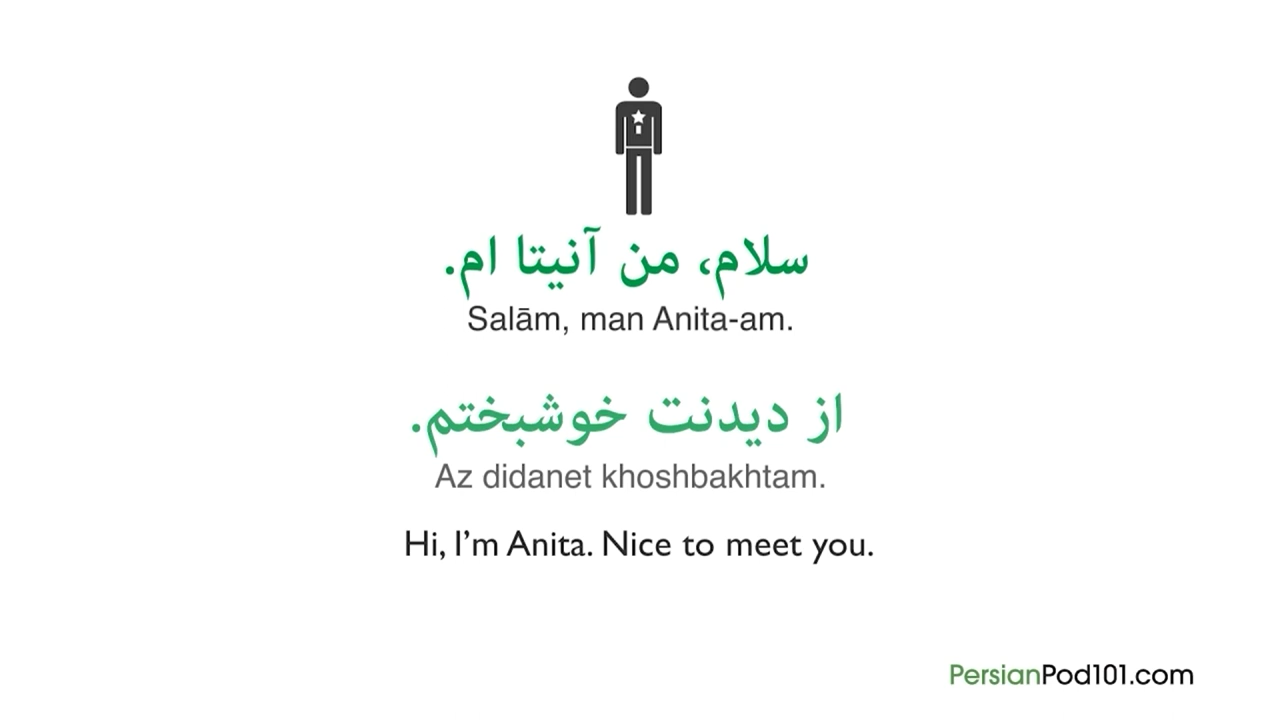 سلام، من آنیتا ام.
Salām, man Anita-am.
از دیدنت خوشبختم.
Az didanet khoshbakhtam.
Hi, I’m Anita. Nice to meet you.
PersianPod101.com